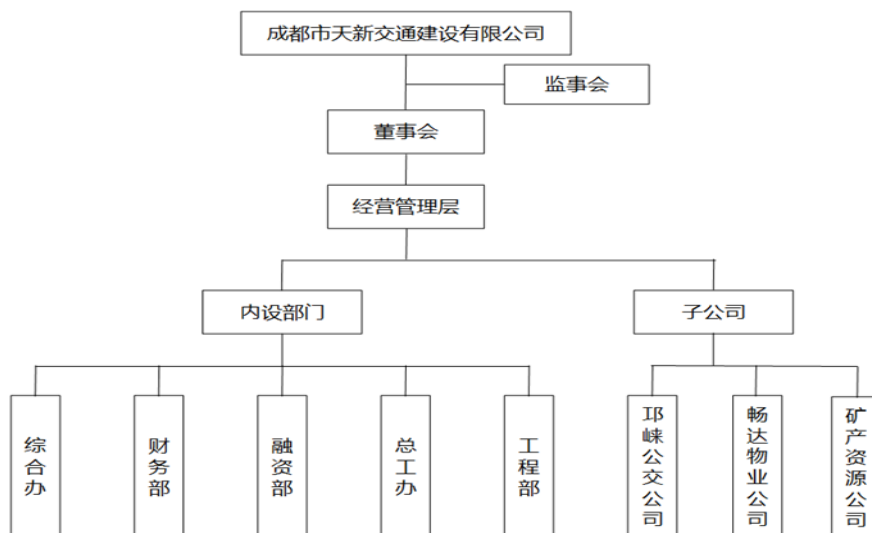 成都市天新交通建设有限公司
监事会
董事会
经营管理层
内设部门
子公司
综合办
财务部
融资部
总工办
工程部
邛崃公交公司
畅达物业公司
矿产资源公司